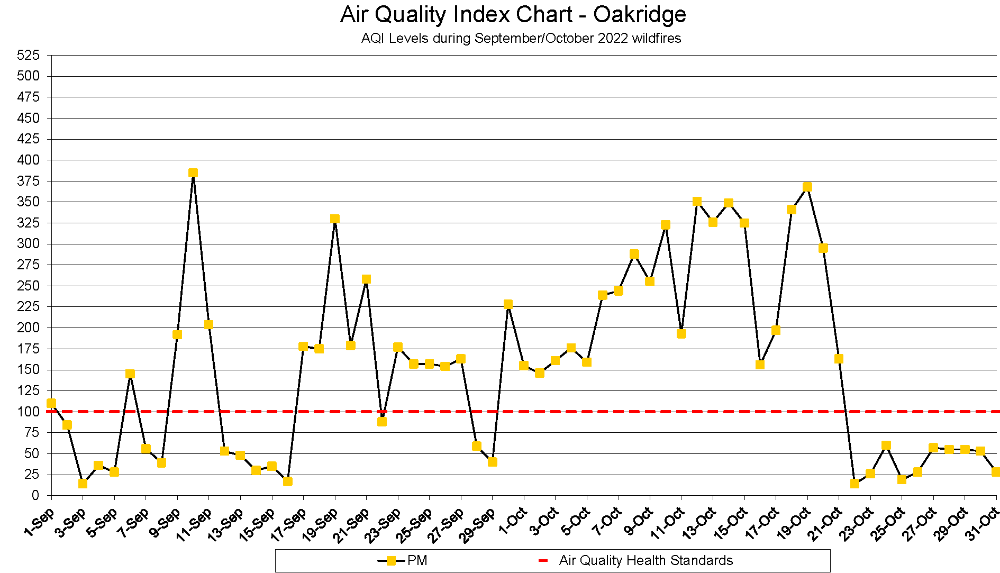 Air Quality Index Chart - Oakridge
AQI Levels during September/October 2022 wildfires
525
500
475
450
425
400
375
350
325
300
275
250
225
200
175
150
125
100
75
50
25
0
1-Sep
3-Sep
5-Sep
7-Sep
9-Sep
11-Sep
13-Sep
15-Sep
17-Sep
19-Sep
21-Sep
23-Sep
25-Sep
27-Sep
29-Sep
1-Oct
3-Oct
5-Oct
7-Oct
9-Oct
11-Oct
13-Oct
15-Oct
17-Oct
19-Oct
21-Oct
23-Oct
25-Oct
27-Oct
29-Oct
31-Oct
PM
Air Quality Health Standards